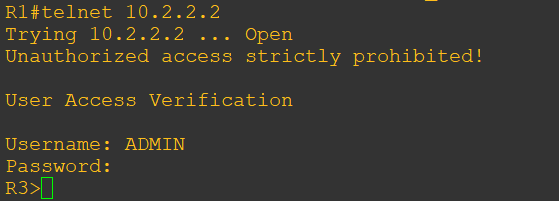 R1#telnet 10.2.2.2
Trying 10.2.2.2 ... Open
Unauthorized access strictly prohibited!
User Access Verification
Username: ADMIN
Password:
R3>